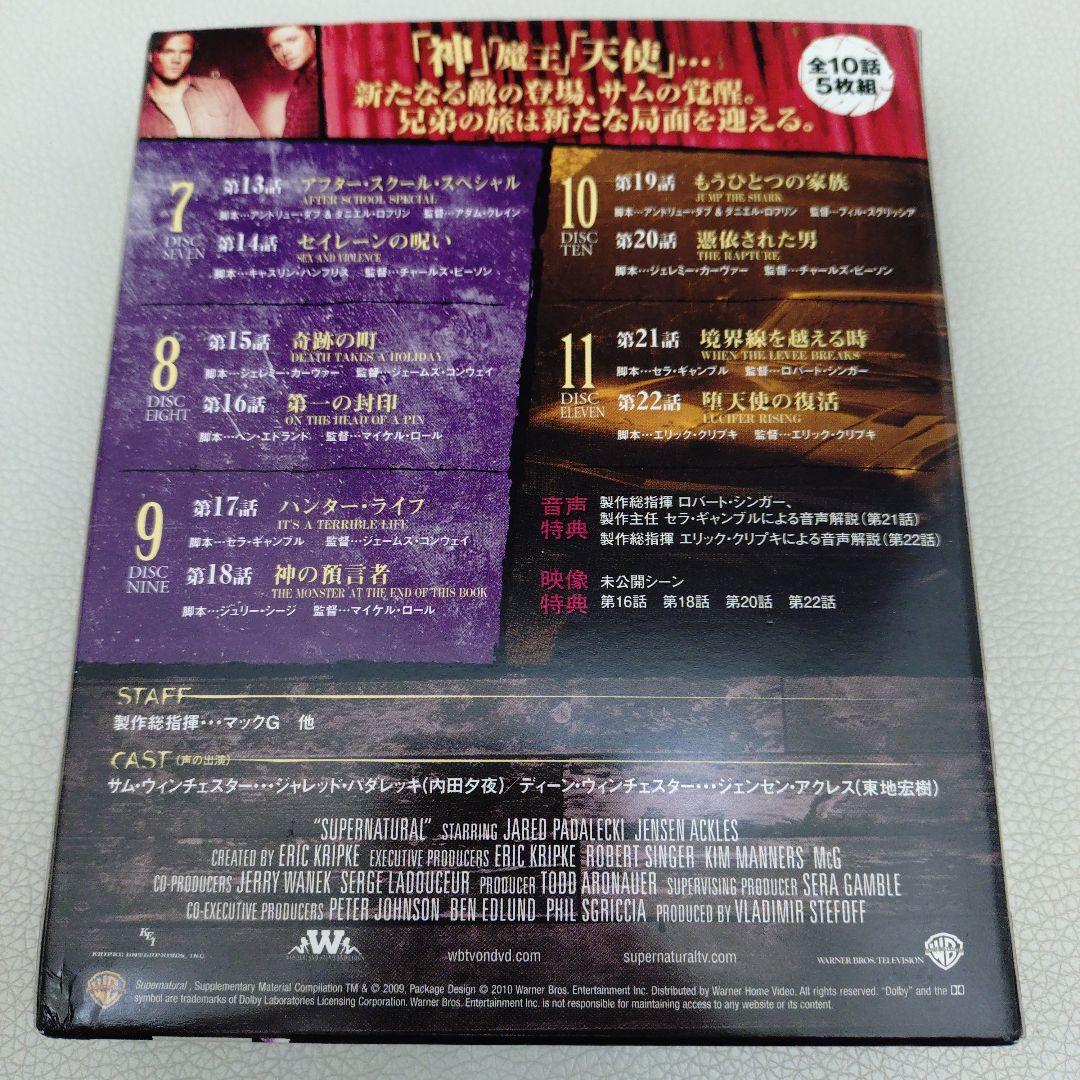 「神」「魔王」「天使」…
新たなる敵の登場、サムの覚醒。
兄弟の旅は新たな局面を迎える。
全10話
5枚組
7
DISC
SEVEN
第13話 アフター・スクール・スペシャル
AFTER SCHOOL SPECIAL
脚本…アンドリュー・ダブ & ダニエル・ロフリン 監督…アダム・ケイン
第14話 セイレーンの呪い
SEX AND VIOLENCE
脚本…キャスリン・ハンフリス 監督…チャールズ・ビーソン
8
DISC
EIGHT
第15話 奇跡の町
DEATH TAKES A HOLIDAY
脚本…ジェレミー・カーヴァー 監督…ジェームズ・コンウェイ
第16話 第一の封印
ON THE HEAD OF A PIN
脚本…ベン・エドランド 監督…マイケル・ロール
9
DISC
NINE
第17話 ハンター・ライフ
IT'S A TERRIBLE LIFE
脚本…セラ・ギャンブル 監督…ジェームズ・コンウェイ
第18話 神の預言者
THE MONSTER AT THE END OF THIS BOOK
脚本…ジュリー・シージ 監督…マイケル・ロール
10
DISC
TEN
第19話 もうひとつの家族
JUMP THE SHARK
脚本…アンドリュー・ダブ & ダニエル・ロフリン 監督…フィル・スグリッシア
第20話 憑依された男
THE RAPTURE
脚本…ジェレミー・カーヴァー 監督…チャールズ・ビーソン
11
DISC
ELEVEN
第21話 境界線を越える時
WHEN THE LEVEE BREAKS
脚本…セラ・ギャンブル 監督…ロバート・シンガー
第22話 堕天使の復活
LUCIFER RISING
脚本…エリック・クリプキ 監督…エリック・クリプキ
音声
特典
製作総指揮 ロバート・シンガー、
製作主任 セラ・ギャンブルによる音声解説（第21話）
製作総指揮 エリック・クリプキによる音声解説（第22話）
映像
特典
未公開シーン
第16話 第18話 第20話 第22話
STAFF
製作総指揮…マックG 他
CAST（声の出演）
サム・ウィンチェスター…ジャレッド・パダレッキ（内田夕夜） ディーン・ウィンチェスター…ジェンセン・アクレス（東地宏樹）
"SUPERNATURAL" STARRING JARED PADALECKI JENSEN ACKLES
CREATED BY ERIC KRIPKE EXECUTIVE PRODUCERS ERIC KRIPKE ROBERT SINGER KIM MANNERS McG
CO-PRODUCERS JERRY WANEK SERGE LADOUCEUR PRODUCER TODD ARONAUER SUPERVISING PRODUCER SERA GAMBLE
CO-EXECUTIVE PRODUCERS PETER JOHNSON BEN EDLUND PHIL SGRICCIA PRODUCED BY VLADIMIR STEFOFF
KEI
KRIPKE ENTERPRISES, INC.
W
wbtvondvd.com
supernaturaltv.com
WARNER BROS. TELEVISION
WB
Supernatural, Supplementary Material Compilation TM & © 2009, Package Design © 2010 Warner Bros. Entertainment Inc. Distributed by Warner Home Video. All rights reserved. "Dolby" and the
symbol are trademarks of Dolby Laboratories Licensing Corporation. Warner Bros. Entertainment Inc. is not responsible for maintaining access to any website or its content.